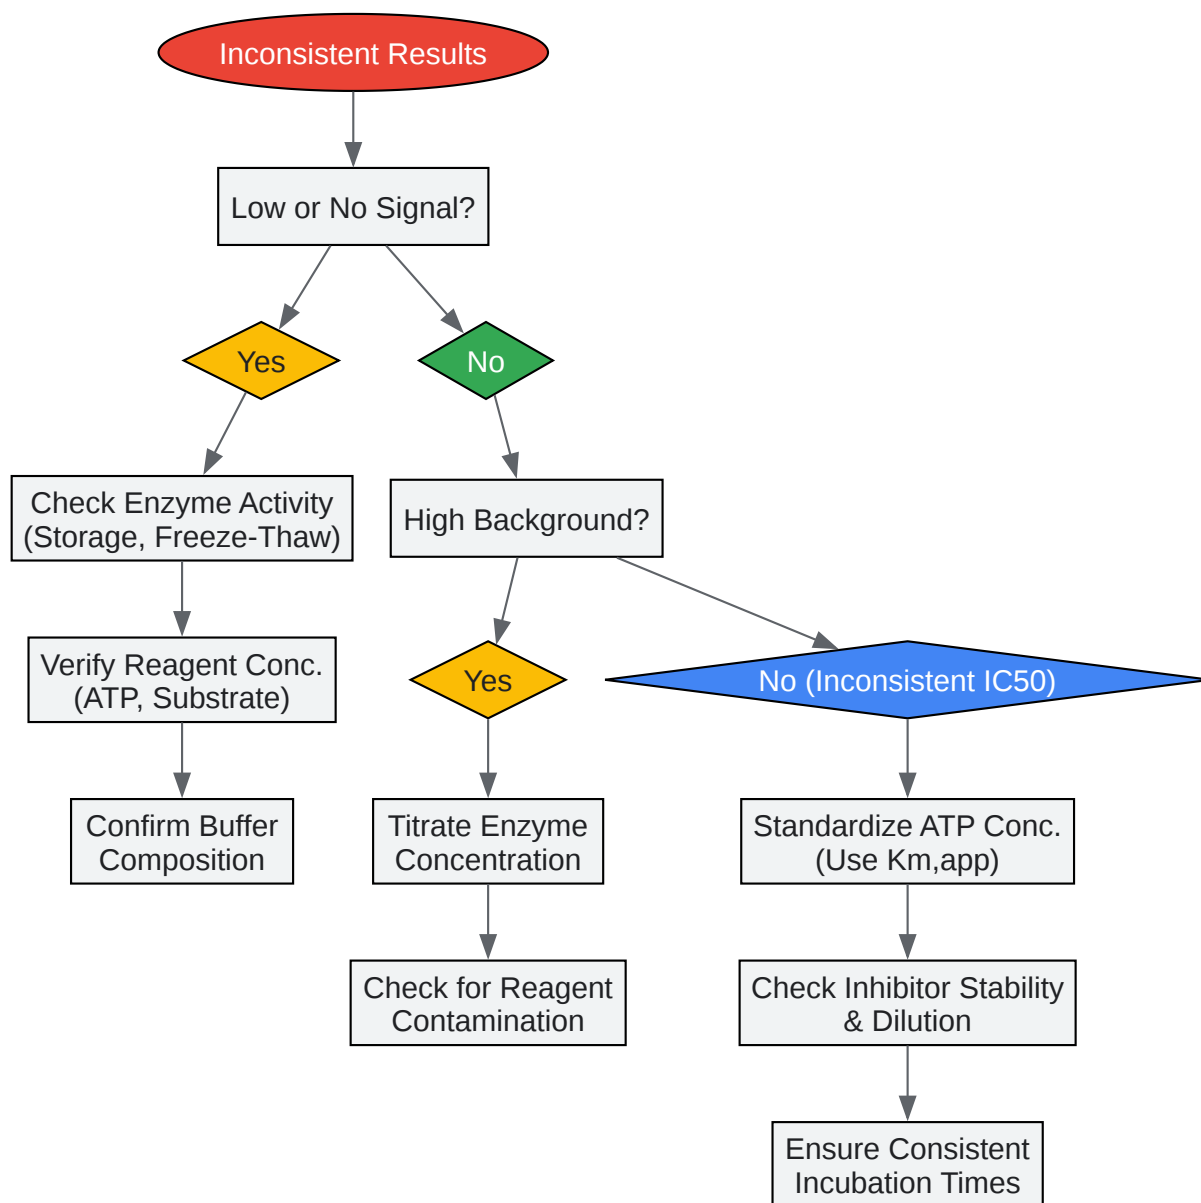 Inconsistent Results
Low or No Signal?
Yes
No
Check Enzyme Activity
(Storage, Freeze-Thaw)
High Background?
Verify Reagent Conc.
(ATP, Substrate)
Yes
No (Inconsistent IC50)
Confirm Buffer
Composition
Titrate Enzyme
Concentration
Standardize ATP Conc.
(Use Km,app)
Check for Reagent
Contamination
Check Inhibitor Stability
& Dilution
Ensure Consistent
Incubation Times